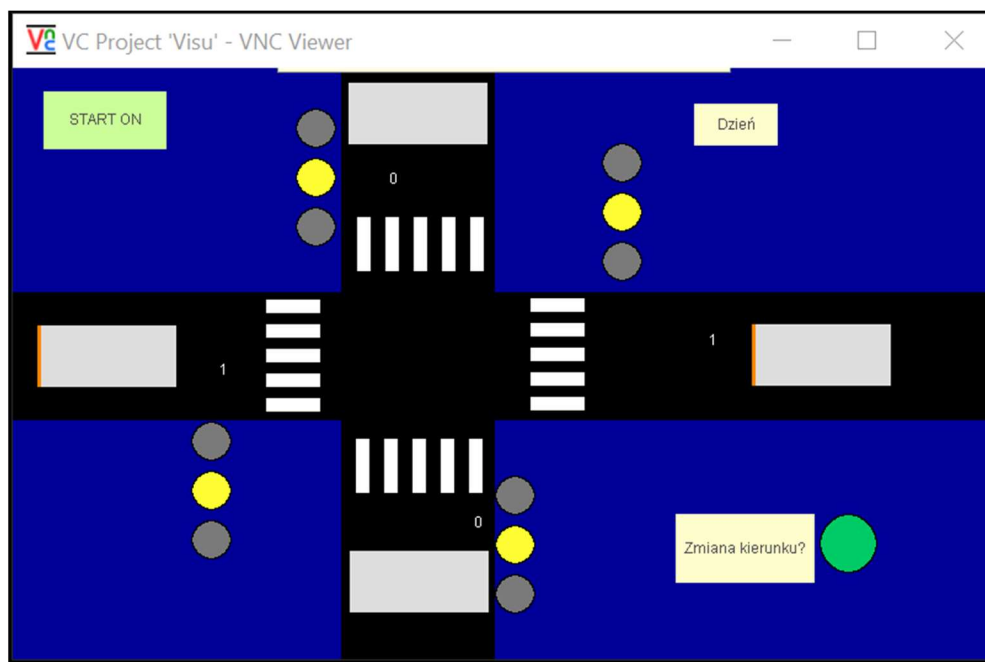 VC Project 'Visu' - VNC Viewer
START ON
Dzień
0
1
1
0
Zmiana kierunku?